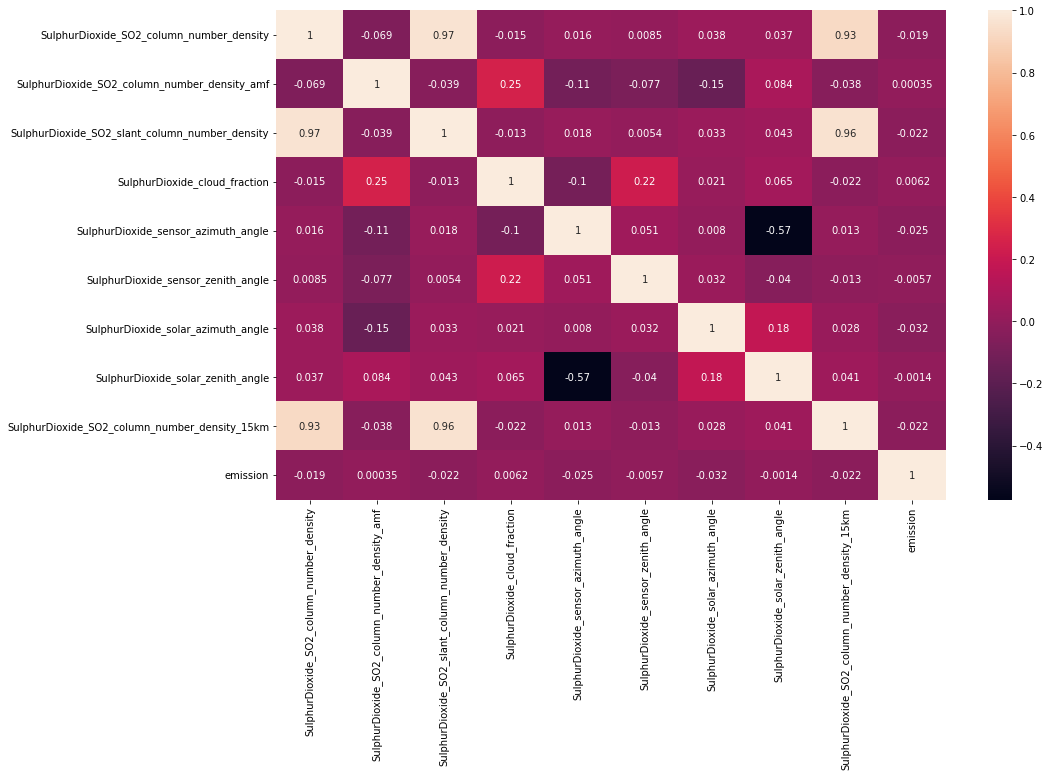 SulphurDioxide_SO2_column_number_density 1 -0.069 0.97 -0.015 0.016 0.0085 0.038 0.037 0.93 -0.019
SulphurDioxide_SO2_column_number_density_amf -0.069 1 -0.039 0.25 -0.11 -0.077 -0.15 0.084 -0.038 0.00035
SulphurDioxide_SO2_slant_column_number_density 0.97 -0.039 1 -0.013 0.018 0.0054 0.033 0.043 0.96 -0.022
SulphurDioxide_cloud_fraction -0.015 0.25 -0.013 1 -0.1 0.22 0.021 0.065 -0.022 0.0062
SulphurDioxide_sensor_azimuth_angle 0.016 -0.11 0.018 -0.1 1 0.051 0.008 -0.57 0.013 -0.025
SulphurDioxide_sensor_zenith_angle 0.0085 -0.077 0.0054 0.22 0.051 1 0.032 -0.04 -0.013 -0.0057
SulphurDioxide_solar_azimuth_angle 0.038 -0.15 0.033 0.021 0.008 0.032 1 0.18 0.028 -0.032
SulphurDioxide_solar_zenith_angle 0.037 0.084 0.043 0.065 -0.57 -0.04 0.18 1 0.041 -0.0014
SulphurDioxide_SO2_column_number_density_15km 0.93 -0.038 0.96 -0.022 0.013 -0.013 0.028 0.041 1 -0.022
emission -0.019 0.00035 -0.022 0.0062 -0.025 -0.0057 -0.032 -0.0014 -0.022 1
SulphurDioxide_SO2_column_number_density
SulphurDioxide_SO2_column_number_density_amf
SulphurDioxide_SO2_slant_column_number_density
SulphurDioxide_cloud_fraction
SulphurDioxide_sensor_azimuth_angle
SulphurDioxide_sensor_zenith_angle
SulphurDioxide_solar_azimuth_angle
SulphurDioxide_solar_zenith_angle
SulphurDioxide_SO2_column_number_density_15km
emission
1.0
0.8
0.6
0.4
0.2
0.0
−0.2
−0.4